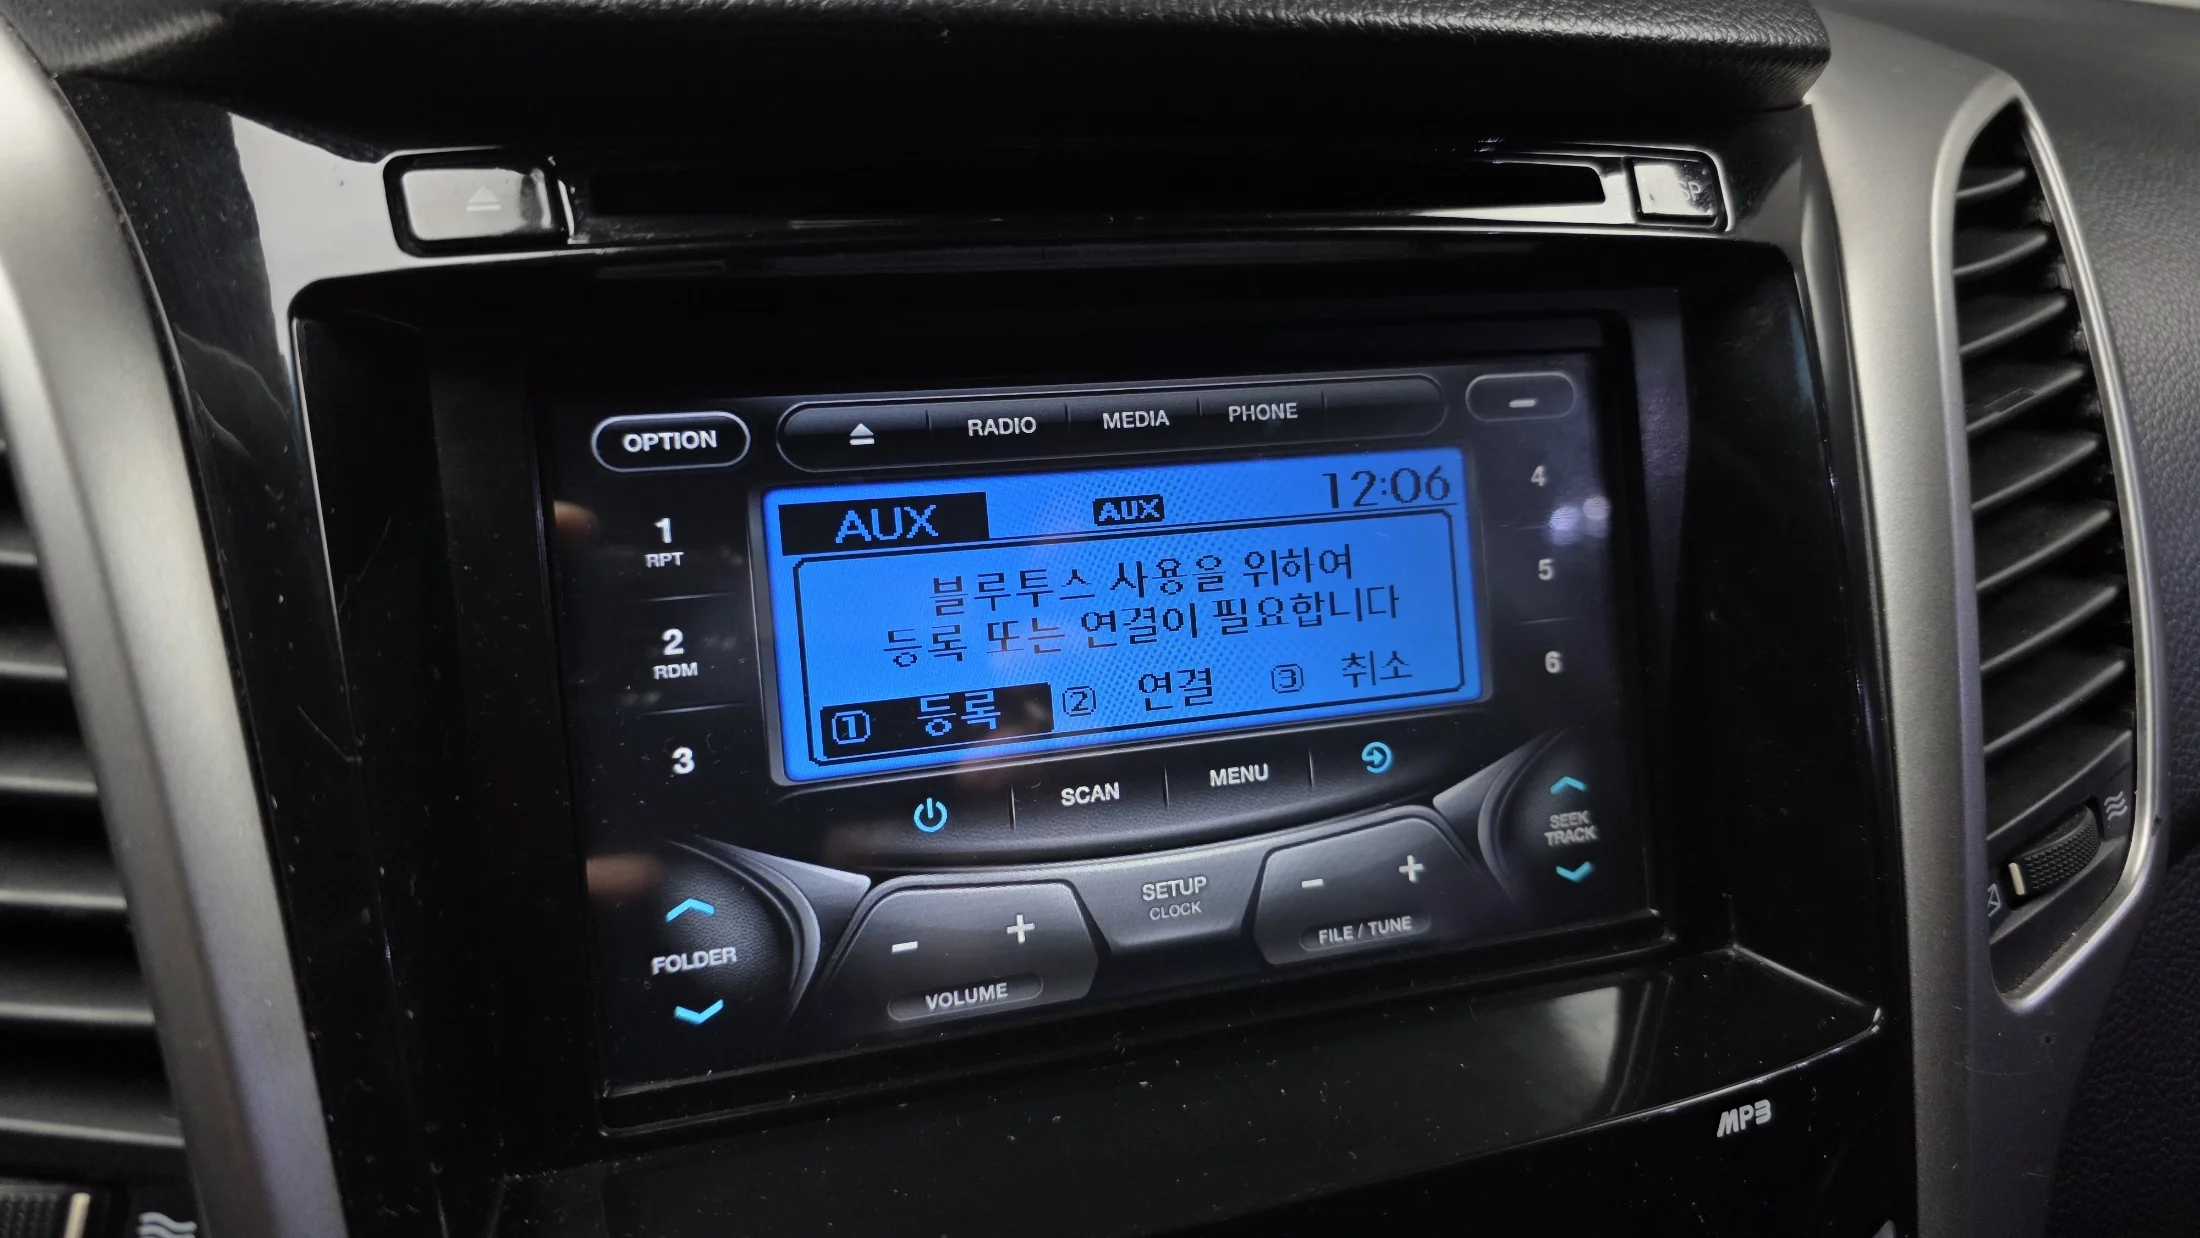 OPTION
RADIO
MEDIA
PHONE
AUX
AUX
12:06
블루투스 사용을 위하여
등록 또는 연결이 필요합니다
① 등록 ② 연결 ③ 취소
1
RPT
2
RDM
3
4
5
6
SCAN
MENU
SEEK
TRACK
SETUP
CLOCK
FOLDER
VOLUME
FILE / TUNE
MP3